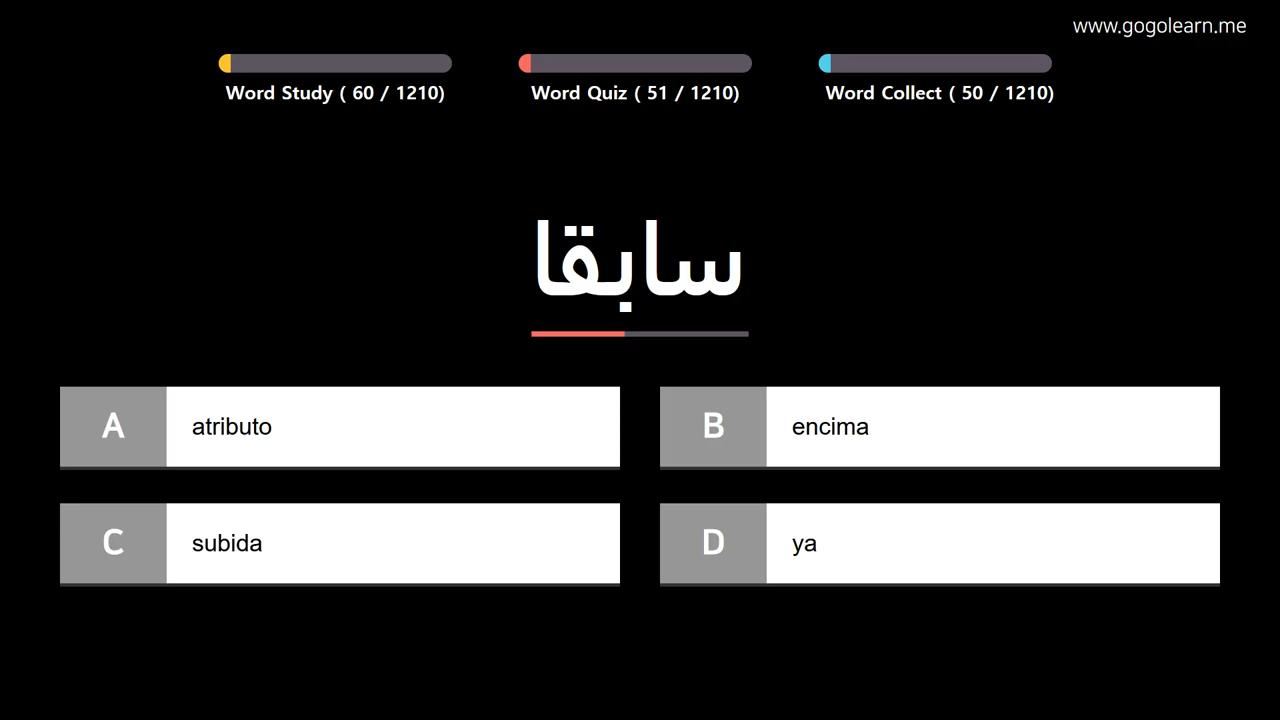 www.gogolearn.me
Word Study ( 60 / 1210)
Word Quiz ( 51 / 1210)
Word Collect ( 50 / 1210)
سابقا
A atributo
B encima
C subida
D ya